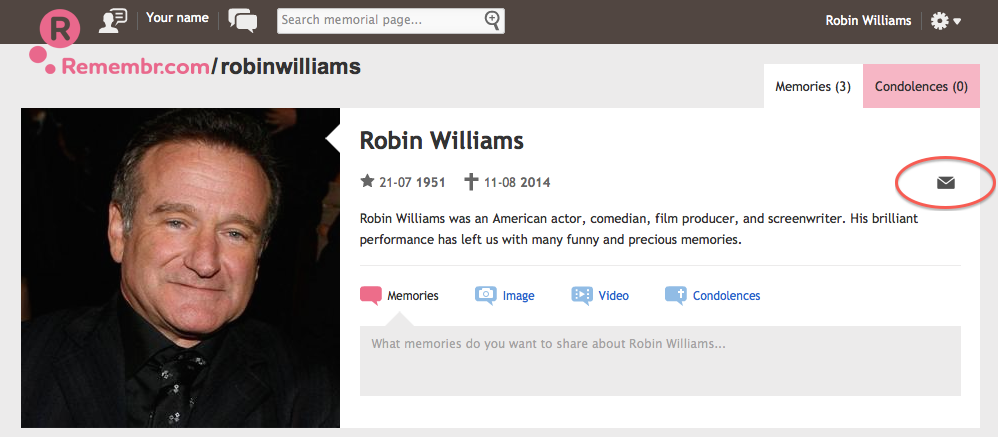 R
Your name
Search memorial page...
Robin Williams
Remembr.com/robinwilliams
Memories (3)
Condolences (0)
Robin Williams
21-07 1951
11-08 2014
Robin Williams was an American actor, comedian, film producer, and screenwriter. His brilliant
performance has left us with many funny and precious memories.
Memories
Image
Video
Condolences
What memories do you want to share about Robin Williams...